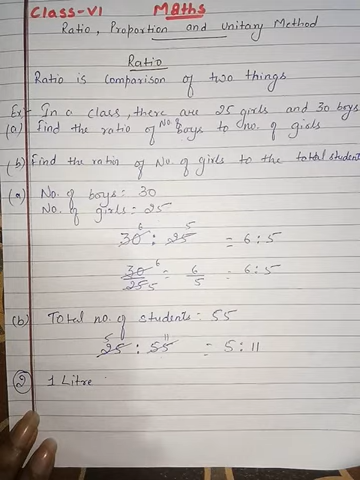 Class-VI Maths
Ratio, Proportion and Unitary Method
Ratio
Ratio is comparison of two things
Ex- In a class, there are 25 girls and 30 boys
(a) Find the ratio of No. of boys to no. of girls
(b) Find the ratio of No. of girls to the total student
(a) No. of boys: 30
No. of girls: 25
6 5
30 : 25 = 6 : 5
30 6 = 6 = 6 : 5
25 5 5
(b) Total no. of students: 55
5 11
25 : 55 = 5 : 11
2 1 Litre :